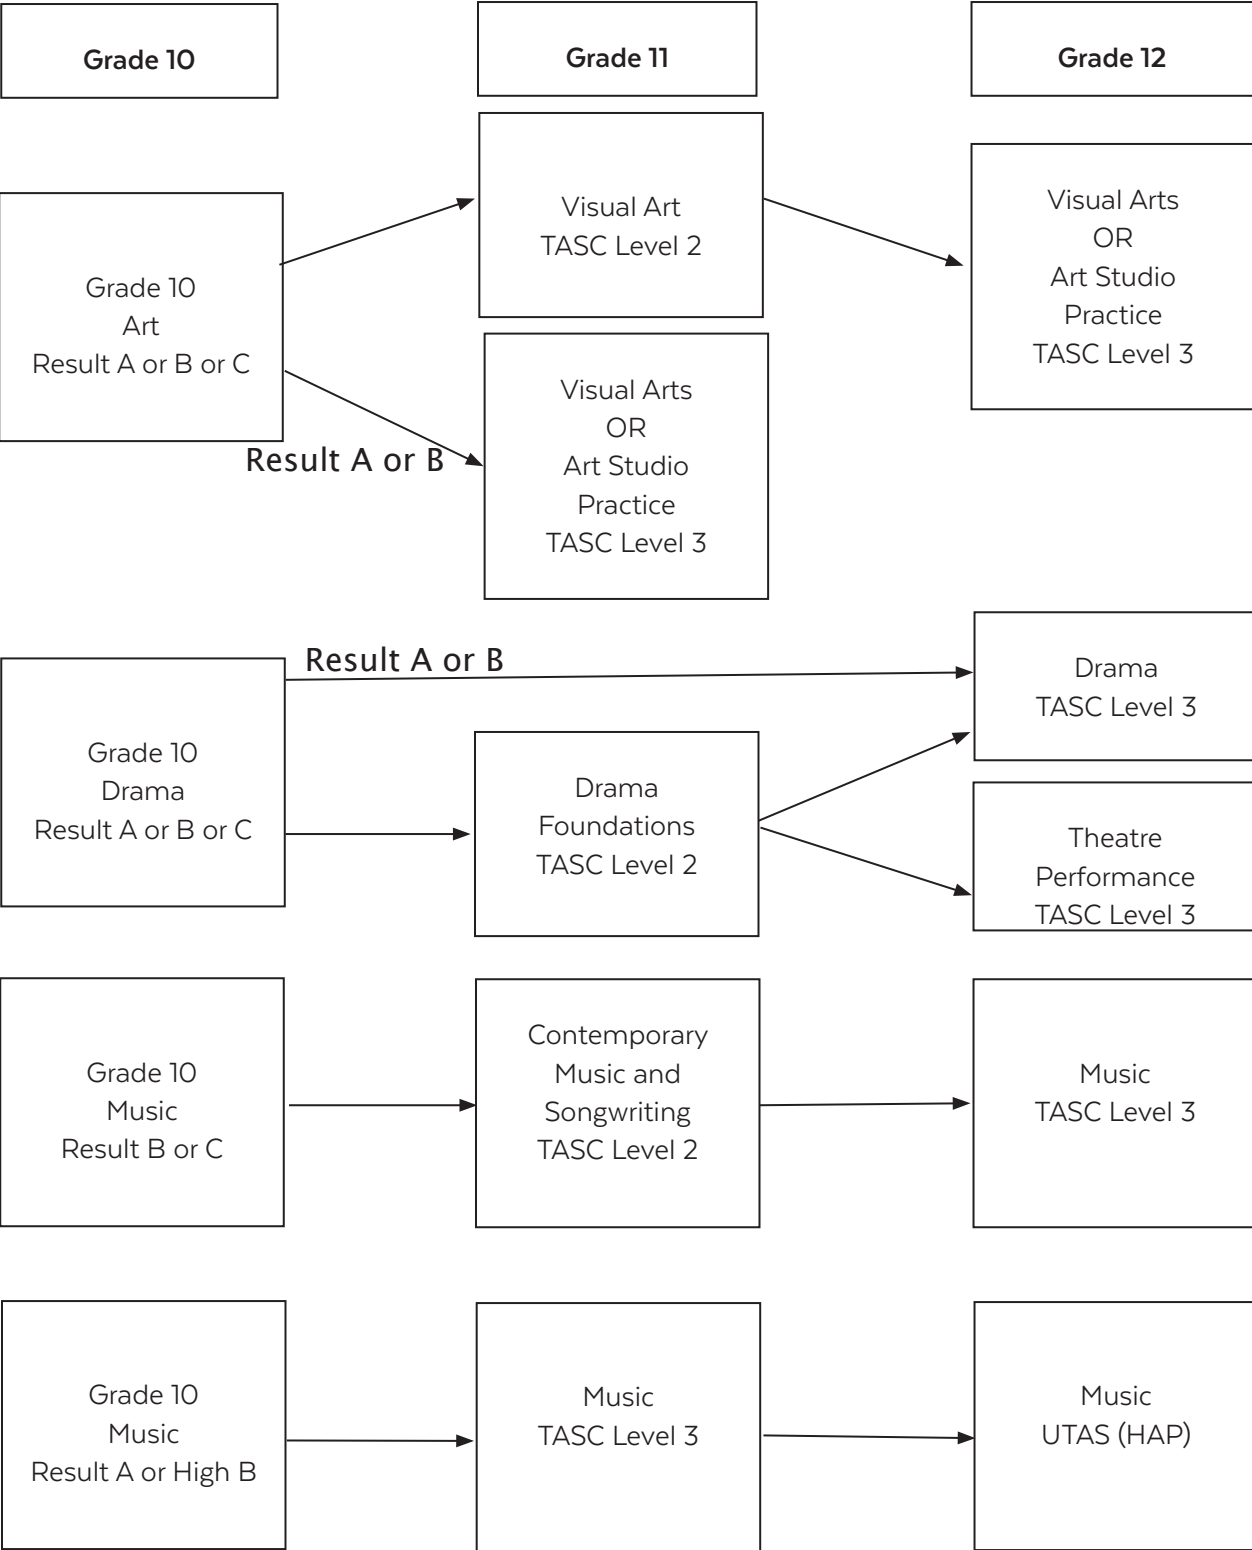 Grade 10
Grade 11
Grade 12
Grade 10
Art
Result A or B or C
Visual Art
TASC Level 2
Visual Arts
OR
Art Studio
Practice
TASC Level 3
Result A or B
Visual Arts
OR
Art Studio
Practice
TASC Level 3
Grade 10
Drama
Result A or B or C
Result A or B
Drama
Foundations
TASC Level 2
Drama
TASC Level 3
Theatre
Performance
TASC Level 3
Grade 10
Music
Result B or C
Contemporary
Music and
Songwriting
TASC Level 2
Music
TASC Level 3
Grade 10
Music
Result A or High B
Music
TASC Level 3
Music
UTAS (HAP)